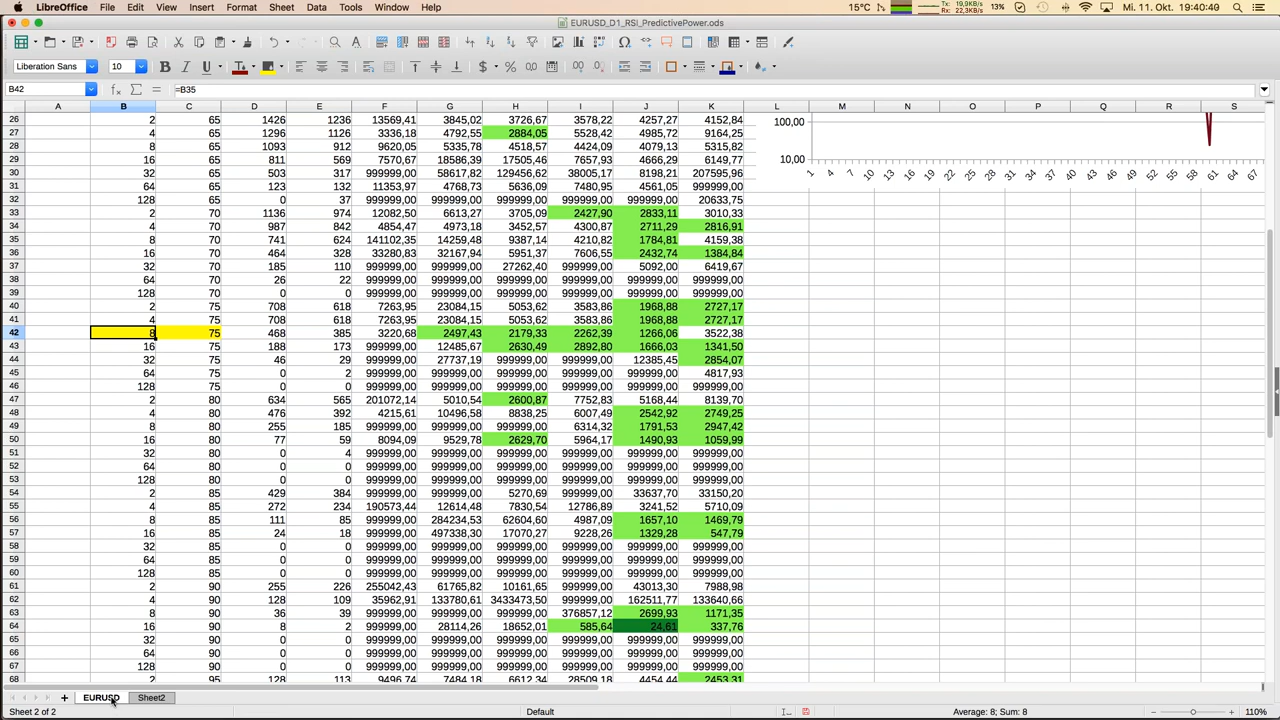 LibreOffice File Edit View Insert Format Sheet Data Tools Window Help 15°C Tx: 19,9KB/s Rx: 22,3KB/s 13% Mi. 11. Okt. 19:40:40
EURUSD_D1_RSI_PredictivePower.ods
Liberation Sans 10
B42 =B35
A B C D E F G H I J K L M N O P Q R S
26 2 65 1426 1236 13569,41 3845,02 3726,67 3578,22 4257,27 4152,84
27 4 65 1296 1126 3336,18 4792,55 2884,05 5528,42 4985,72 9164,25
28 8 65 1093 912 9620,05 5335,78 4518,57 4424,09 4079,13 5315,82
29 16 65 811 569 7570,67 18586,39 17505,46 7657,93 4666,29 6149,77
30 32 65 503 317 999999,00 58617,82 129456,62 38005,17 8198,21 207595,96
31 64 65 123 132 11353,97 4768,73 5636,09 7480,95 4561,05 999999,00
32 128 65 0 37 999999,00 999999,00 999999,00 999999,00 999999,00 20633,75
33 2 70 1136 974 12082,50 6613,27 3705,09 2427,90 2833,11 3010,33
34 4 70 987 842 4854,47 4973,18 3452,57 4300,87 2711,29 2816,91
35 8 70 741 624 141102,35 14259,48 9387,14 4210,82 1784,81 4159,38
36 16 70 464 328 33280,83 32167,94 5951,37 7606,55 2432,74 1384,84
37 32 70 185 110 999999,00 999999,00 27262,40 999999,00 5092,00 6419,67
38 64 70 26 22 999999,00 999999,00 999999,00 999999,00 999999,00 999999,00
39 128 70 0 0 999999,00 999999,00 999999,00 999999,00 999999,00 999999,00
40 2 75 708 618 7263,95 23084,15 5053,62 3583,86 1968,88 2727,17
41 4 75 708 618 7263,95 23084,15 5053,62 3583,86 1968,88 2727,17
42 8 75 468 385 3220,68 2497,43 2179,33 2262,39 1266,06 3522,38
43 16 75 188 173 999999,00 12485,67 2630,49 2892,80 1666,03 1341,50
44 32 75 46 29 999999,00 27737,19 999999,00 999999,00 12385,45 2854,07
45 64 75 0 2 999999,00 999999,00 999999,00 999999,00 999999,00 4817,93
46 128 75 0 0 999999,00 999999,00 999999,00 999999,00 999999,00 999999,00
47 2 80 634 565 201072,14 5010,54 2600,87 7752,83 5168,44 8139,70
48 4 80 476 392 4215,61 10496,58 8838,25 6007,49 2542,92 2749,25
49 8 80 255 185 999999,00 999999,00 999999,00 6314,32 1791,53 2947,42
50 16 80 77 59 8094,09 9529,78 2629,70 5964,17 1490,93 1059,99
51 32 80 0 4 999999,00 999999,00 999999,00 999999,00 999999,00 999999,00
52 64 80 0 0 999999,00 999999,00 999999,00 999999,00 999999,00 999999,00
53 128 80 0 0 999999,00 999999,00 999999,00 999999,00 999999,00 999999,00
54 2 85 429 384 999999,00 999999,00 5270,69 999999,00 33637,70 33150,20
55 4 85 272 234 190573,44 12614,48 7830,54 12786,89 3241,52 5710,09
56 8 85 111 85 999999,00 284234,53 62604,60 4987,09 1657,10 1469,79
57 16 85 24 18 999999,00 497338,30 17070,27 9228,26 1329,28 547,79
58 32 85 0 0 999999,00 999999,00 999999,00 999999,00 999999,00 999999,00
59 64 85 0 0 999999,00 999999,00 999999,00 999999,00 999999,00 999999,00
60 128 85 0 0 999999,00 999999,00 999999,00 999999,00 999999,00 999999,00
61 2 90 255 226 255042,43 61765,82 10161,65 999999,00 43013,30 7988,98
62 4 90 128 109 35962,91 133780,61 3433473,50 999999,00 162511,77 133640,66
63 8 90 36 39 999999,00 999999,00 999999,00 376857,12 2699,93 1171,35
64 16 90 8 2 999999,00 28114,26 18652,01 585,64 24,61 337,76
65 32 90 0 0 999999,00 999999,00 999999,00 999999,00 999999,00 999999,00
66 64 90 0 0 999999,00 999999,00 999999,00 999999,00 999999,00 999999,00
67 128 90 0 0 999999,00 999999,00 999999,00 999999,00 999999,00 999999,00
68 2 95 128 113 9496,74 7484,18 6612,34 28509,18 4454,44 2453,31
100,00
10,00
1 4 7 10 13 16 19 22 25 28 31 34 37 40 43 46 49 52 55 58 61 64 67
EURUSD Sheet2
Sheet 2 of 2 Default Average: 8; Sum: 8 110%